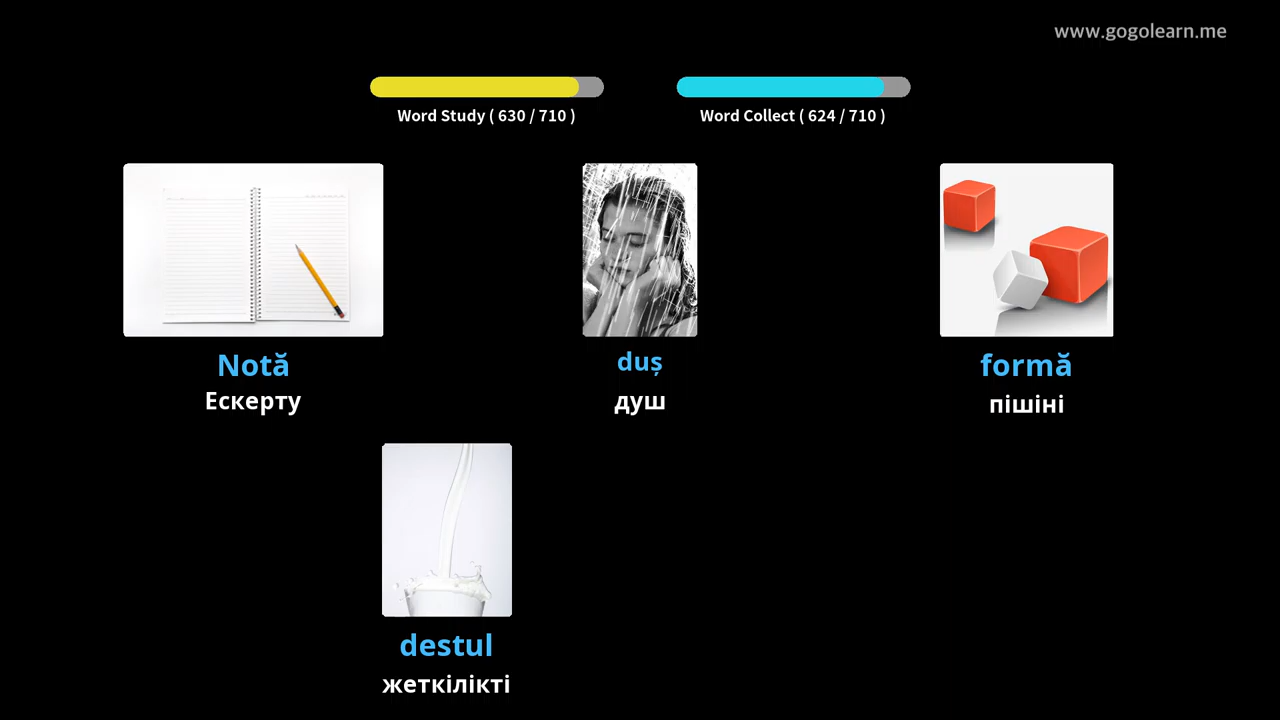 www.gogolearn.me
Word Study ( 630 / 710 )
Word Collect ( 624 / 710 )
Notă
Ескерту
duș
душ
formă
пішіні
destul
жеткілікті